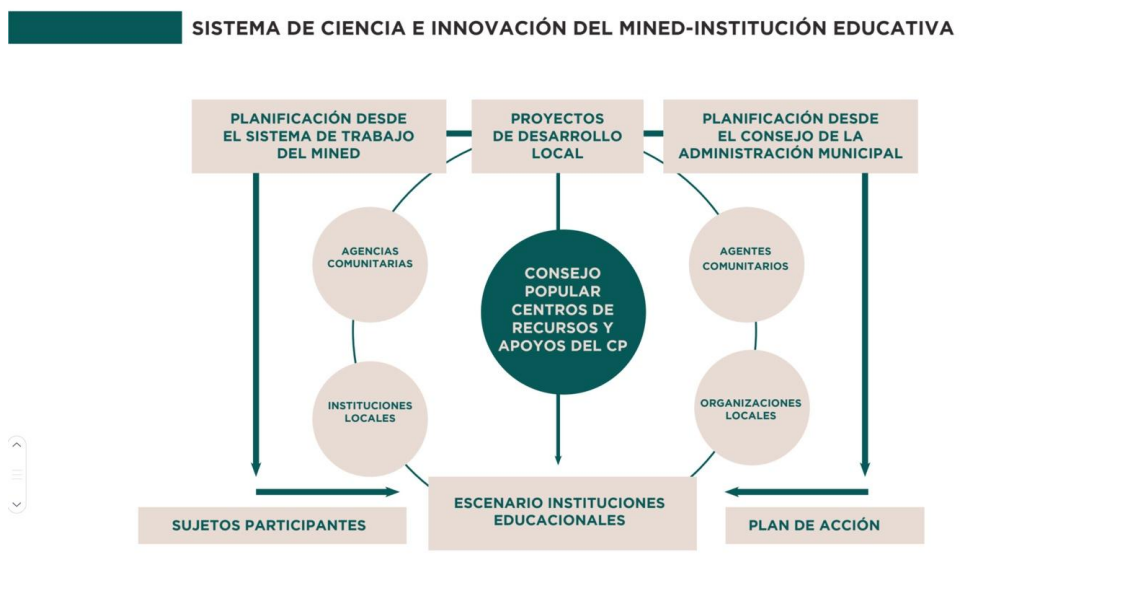 SISTEMA DE CIENCIA E INNOVACIÓN DEL MINED-INSTITUCIÓN EDUCATIVA
PLANIFICACIÓN DESDE
EL SISTEMA DE TRABAJO
DEL MINED
PROYECTOS
DE DESARROLLO
LOCAL
PLANIFICACIÓN DESDE
EL CONSEJO DE LA
ADMINISTRACIÓN MUNICIPAL
AGENCIAS
COMUNITARIAS
CONSEJO
POPULAR
CENTROS DE
RECURSOS Y
APOYOS DEL CP
AGENTES
COMUNITARIOS
INSTITUCIONES
LOCALES
ORGANIZACIONES
LOCALES
SUJETOS PARTICIPANTES
ESCENARIO INSTITUCIONES
EDUCACIONALES
PLAN DE ACCIÓN